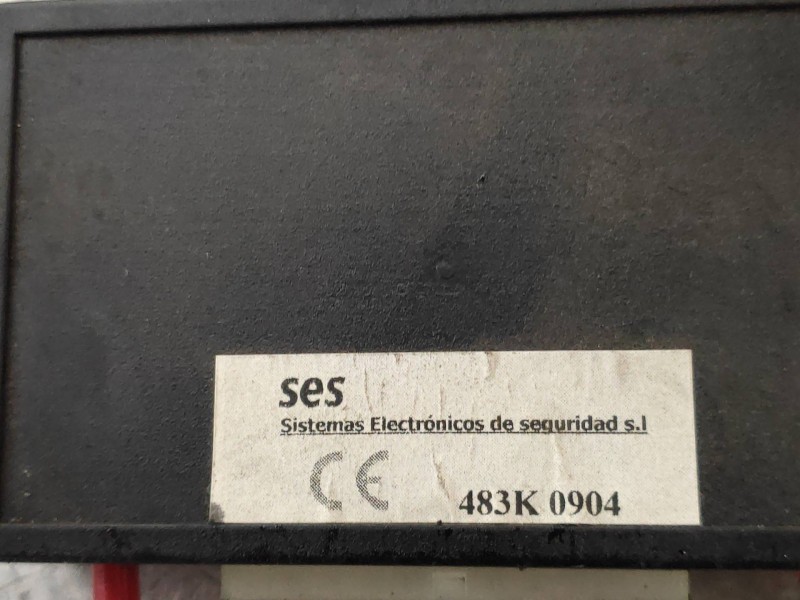 ses
Sistemas Electrónicos de seguridad s.l
CE
483K 0904